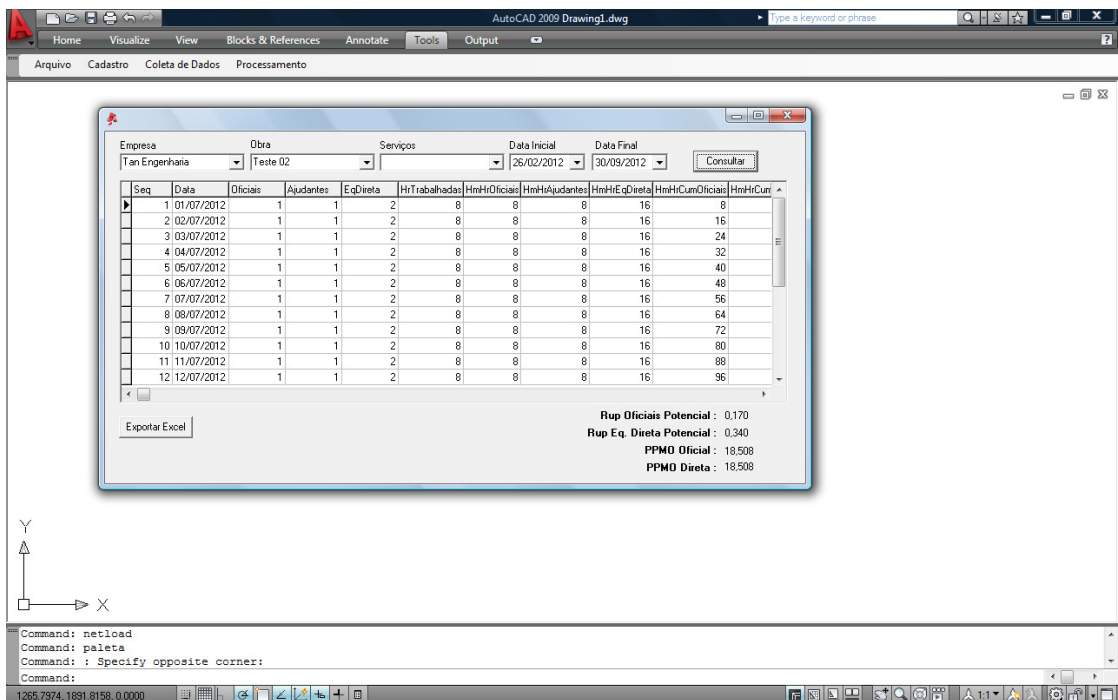 AutoCAD 2009 Drawing1.dwg
Type a keyword or phrase
Home Visualize View Blocks & References Annotate Tools Output
Arquivo Cadastro Coleta de Dados Processamento
Empresa Obra Serviços Data Inicial Data Final
Tan Engenharia Teste 02 26/02/2012 30/09/2012 Consultar
Seq Data Oficiais Ajudantes EqDireta HrTrabalhadas HmHrOficiais HmHrAjudantes HmHrEqDireta HmHrCumOficiais HmHrCum
1 01/07/2012 1 1 2 8 8 8 16 8
2 02/07/2012 1 1 2 8 8 8 16 16
3 03/07/2012 1 1 2 8 8 8 16 24
4 04/07/2012 1 1 2 8 8 8 16 32
5 05/07/2012 1 1 2 8 8 8 16 40
6 06/07/2012 1 1 2 8 8 8 16 48
7 07/07/2012 1 1 2 8 8 8 16 56
8 08/07/2012 1 1 2 8 8 8 16 64
9 09/07/2012 1 1 2 8 8 8 16 72
10 10/07/2012 1 1 2 8 8 8 16 80
11 11/07/2012 1 1 2 8 8 8 16 88
12 12/07/2012 1 1 2 8 8 8 16 96
Exportar Excel
Rup Oficiais Potencial : 0,170
Rup Eq. Direta Potencial : 0,340
PPMO Oficial : 18,508
PPMO Direta : 18,508
Y
X
Command: netload
Command: paleta
Command: : Specify opposite corner:
Command:
1265.7974, 1891.8158, 0.0000 1:1